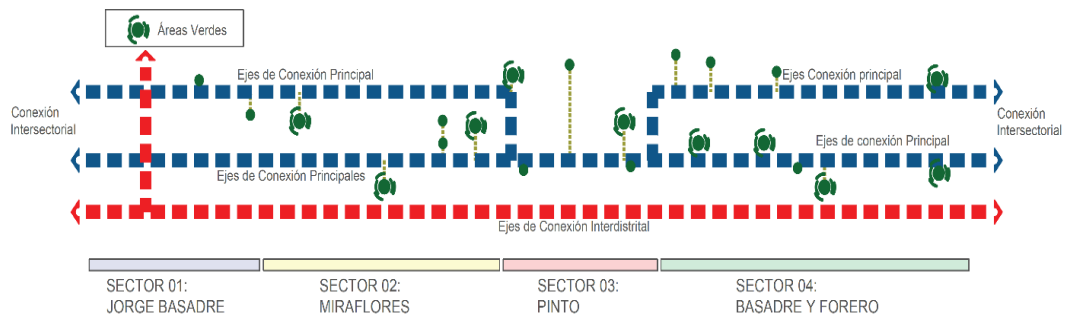 Áreas Verdes
Ejes de Conexión Principal
Ejes Conexión principal
Conexión
Intersectorial
Conexión
Intersectorial
Ejes de conexión Principal
Ejes de Conexión Principales
Ejes de Conexión Interdistrital
SECTOR 01:
JORGE BASADRE
SECTOR 02:
MIRAFLORES
SECTOR 03:
PINTO
SECTOR 04:
BASADRE Y FORERO